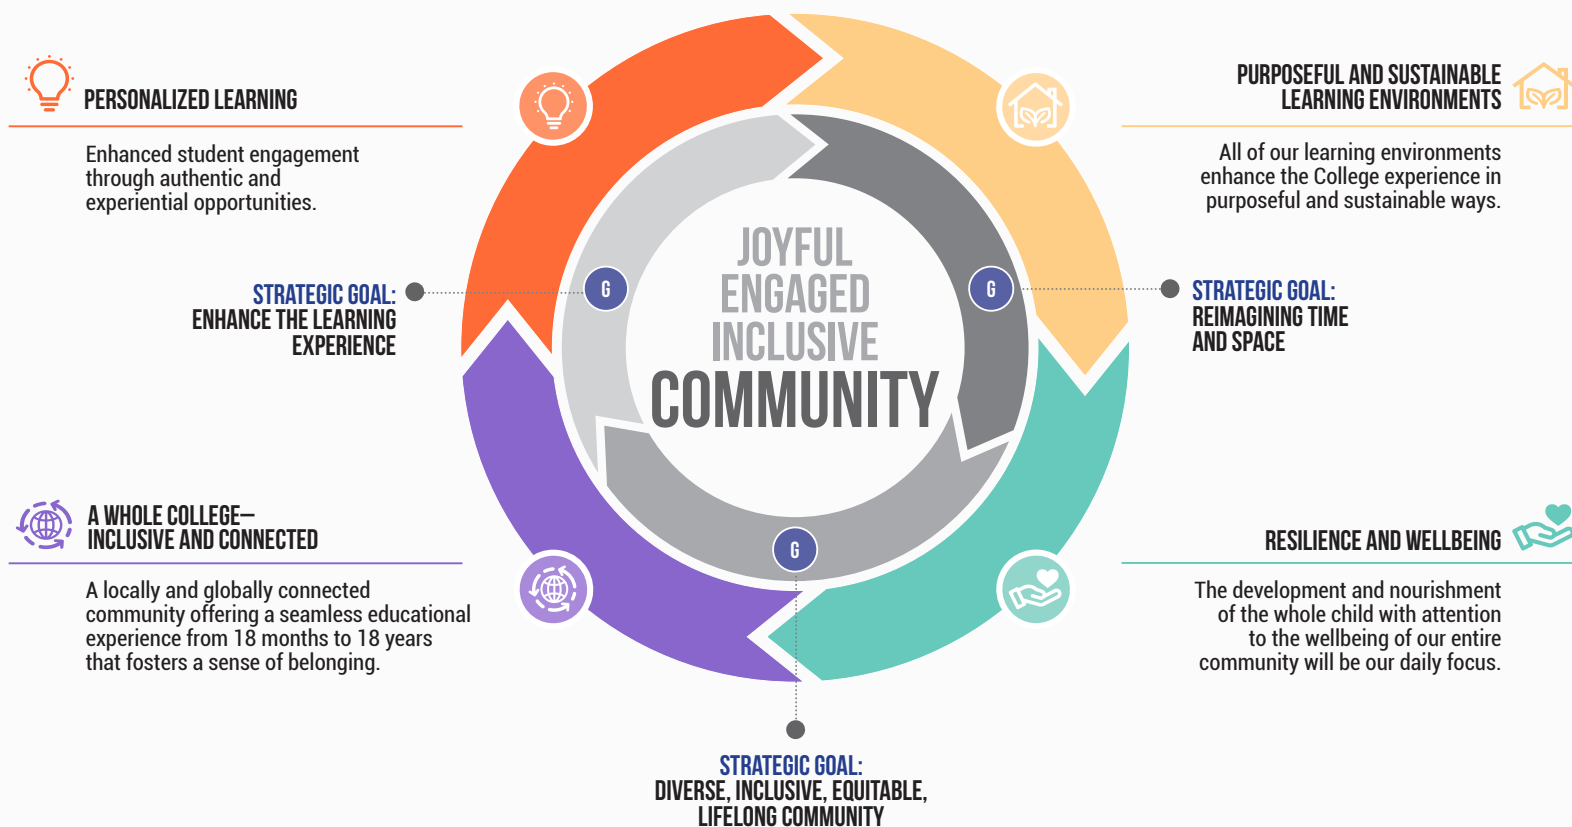 PERSONALIZED LEARNING
Enhanced student engagement
through authentic and
experiential opportunities.
PURPOSEFUL AND SUSTAINABLE
LEARNING ENVIRONMENTS
All of our learning environments
enhance the College experience in
purposeful and sustainable ways.
STRATEGIC GOAL:
ENHANCE THE LEARNING
EXPERIENCE
G
JOYFUL
ENGAGED
INCLUSIVE
COMMUNITY
G
STRATEGIC GOAL:
REIMAGINING TIME
AND SPACE
A WHOLE COLLEGE–
INCLUSIVE AND CONNECTED
A locally and globally connected
community offering a seamless educational
experience from 18 months to 18 years
that fosters a sense of belonging.
G
RESILIENCE AND WELLBEING
The development and nourishment
of the whole child with attention
to the wellbeing of our entire
community will be our daily focus.
STRATEGIC GOAL:
DIVERSE, INCLUSIVE, EQUITABLE,
LIFELONG COMMUNITY